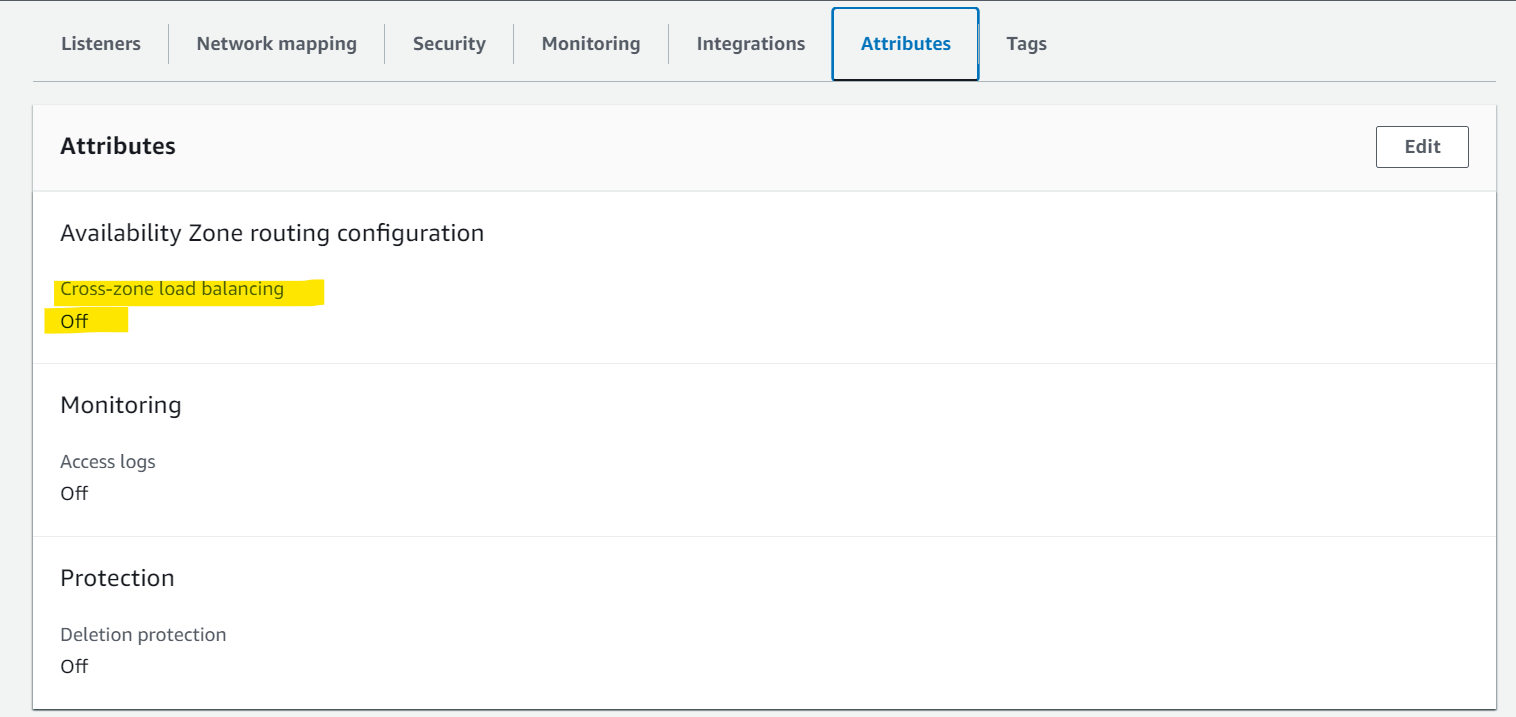 Listeners Network mapping Security Monitoring Integrations Attributes Tags
Attributes Edit
Availability Zone routing configuration
Cross-zone load balancing
Off
Monitoring
Access logs
Off
Protection
Deletion protection
Off